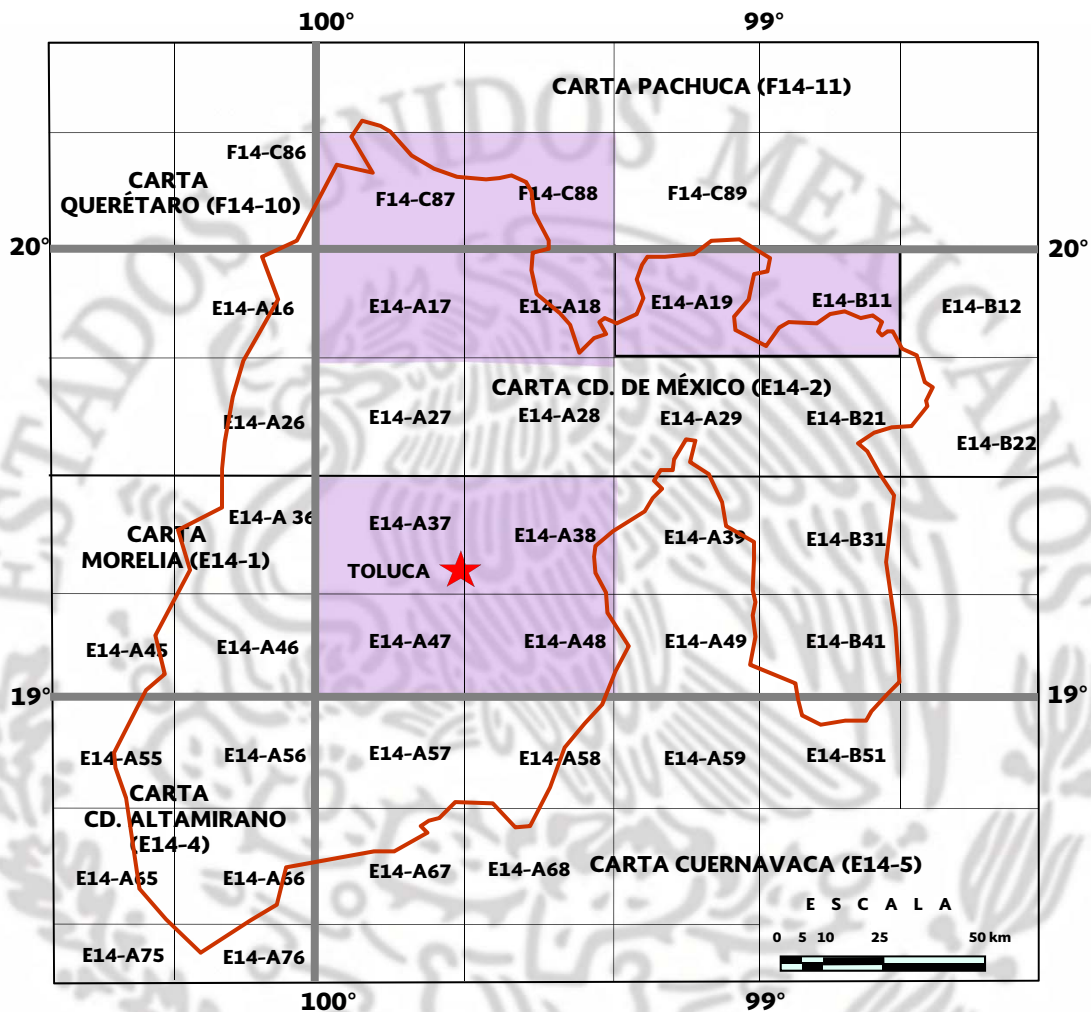 100° 99°
CARTA PACHUCA (F14-11)
F14-C86
CARTA
QUERÉTARO (F14-10)
F14-C87 F14-C88 F14-C89
20° 20°
E14-A16 E14-A17 E14-A18 E14-A19 E14-B11 E14-B12
CARTA CD. DE MÉXICO (E14-2)
E14-A26 E14-A27 E14-A28 E14-A29 E14-B21
E14-B22
E14-A 36 E14-A37 E14-A38 E14-A39 E14-B31
CARTA
MORELIA (E14-1)
TOLUCA
E14-A45 E14-A46 E14-A47 E14-A48 E14-A49 E14-B41
19° 19°
E14-A55 E14-A56 E14-A57 E14-A58 E14-A59 E14-B51
CARTA
CD. ALTAMIRANO
(E14-4)
E14-A65 E14-A66 E14-A67 E14-A68
CARTA CUERNAVACA (E14-5)
E S C A L A
0 5 10 25 50 km
E14-A75 E14-A76
100° 99°
ESTADOS UNIDOS MEXICANOS